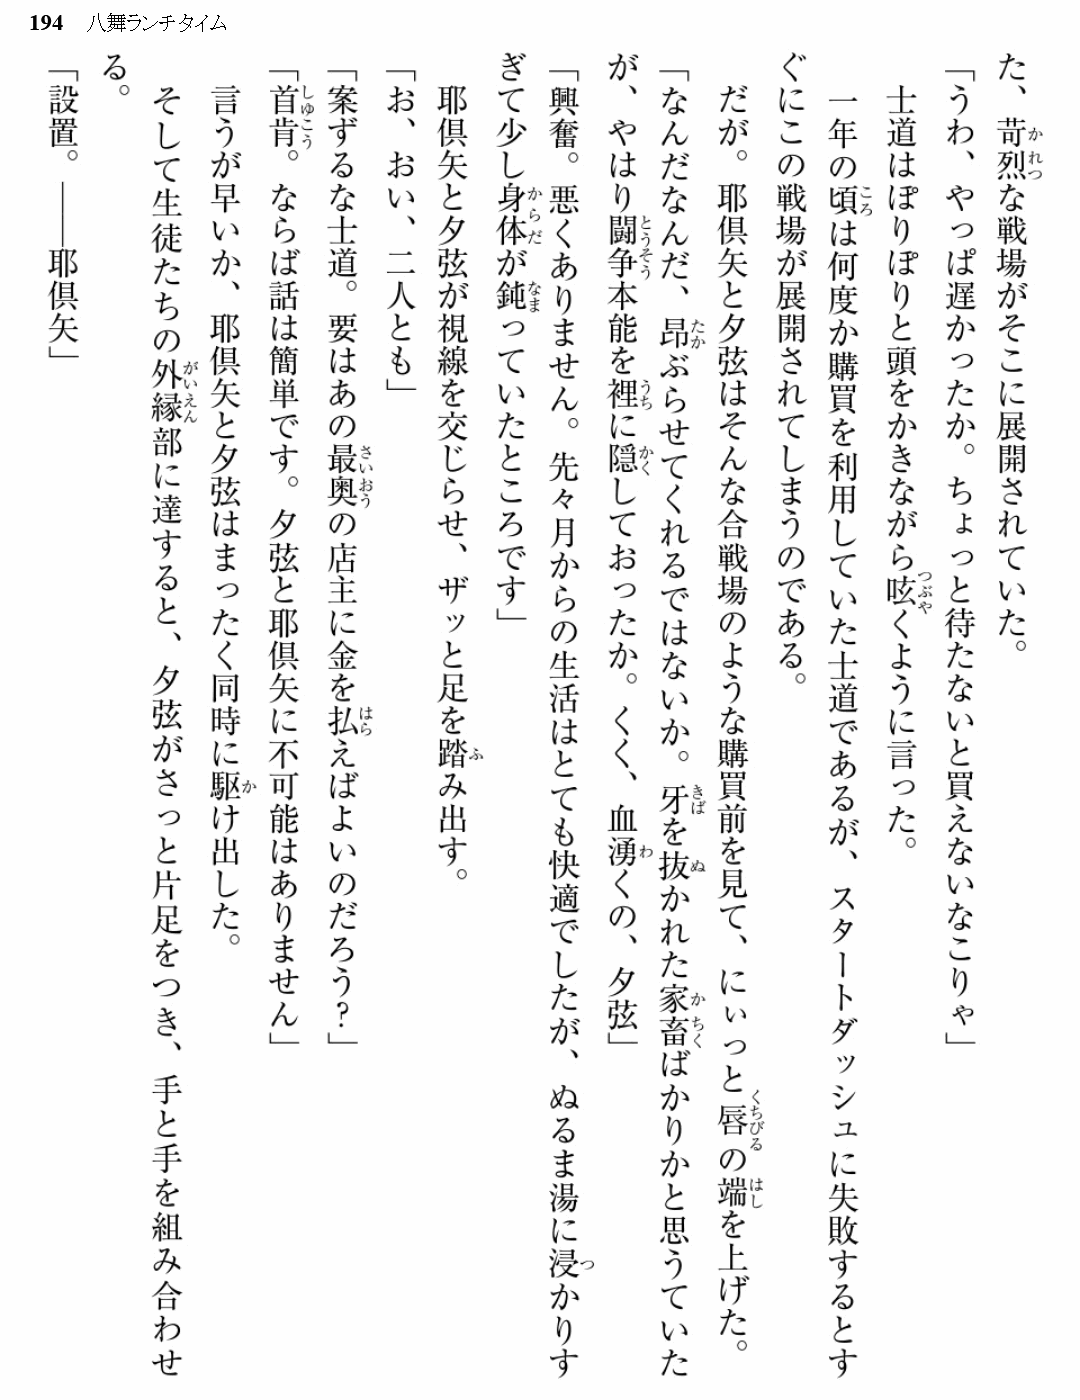 194 八舞ランチタイム
た、苛烈な戦場がそこに展開されていた。
「うわ、やっぱ遅かったか。ちょっと待たないと買えないなこりゃ」
士道はぽりぽりと頭をかきながら呟くように言った。
一年の頃は何度か購買を利用していた士道であるが、スタートダッシュに失敗するとす
ぐにこの戦場が展開されてしまうのである。
だが。耶倶矢と夕弦はそんな合戦場のような購買前を見て、にぃっと唇の端を上げた。
「なんだなんだ、昂ぶらせてくれるではないか。牙を抜かれた家畜ばかりかと思うていた
が、やはり闘争本能を裡に隠しておったか。くく、血湧くの、夕弦」
「興奮。悪くありません。先々月からの生活はとても快適でしたが、ぬるま湯に浸かりす
ぎて少し身体が鈍っていたところです」
耶倶矢と夕弦が視線を交じらせ、ザッと足を踏み出す。
「お、おい、二人とも」
「案ずるな士道。要はあの最奥の店主に金を払えばよいのだろう?」
「首肯。ならば話は簡単です。夕弦と耶倶矢に不可能はありません」
言うが早いか、耶倶矢と夕弦はまったく同時に駆け出した。
そして生徒たちの外縁部に達すると、夕弦がさっと片足をつき、手と手を組み合わせ
る。
「設置。――耶倶矢」